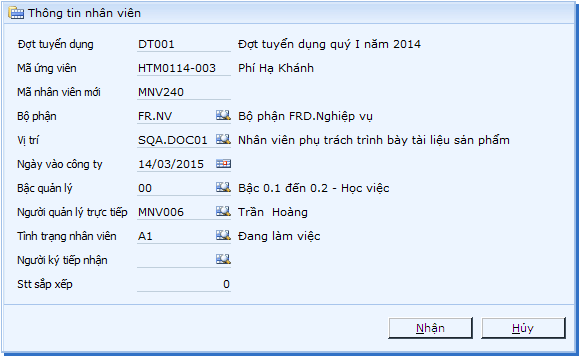 Thông tin nhân viên
Đợt tuyển dụng DT001 Đợt tuyển dụng quý I năm 2014
Mã ứng viên HTM0114-003 Phí Hạ Khánh
Mã nhân viên mới MNV240
Bộ phận FR.NV Bộ phận FRD.Nghiệp vụ
Vị trí SQA.DOC01 Nhân viên phụ trách trình bày tài liệu sản phẩm
Ngày vào công ty 14/03/2015
Bậc quản lý 00 Bậc 0.1 đến 0.2 - Học việc
Người quản lý trực tiếp MNV006 Trần Hoàng
Tình trạng nhân viên A1 Đang làm việc
Người ký tiếp nhận
Stt sắp xếp 0
Nhận Hủy